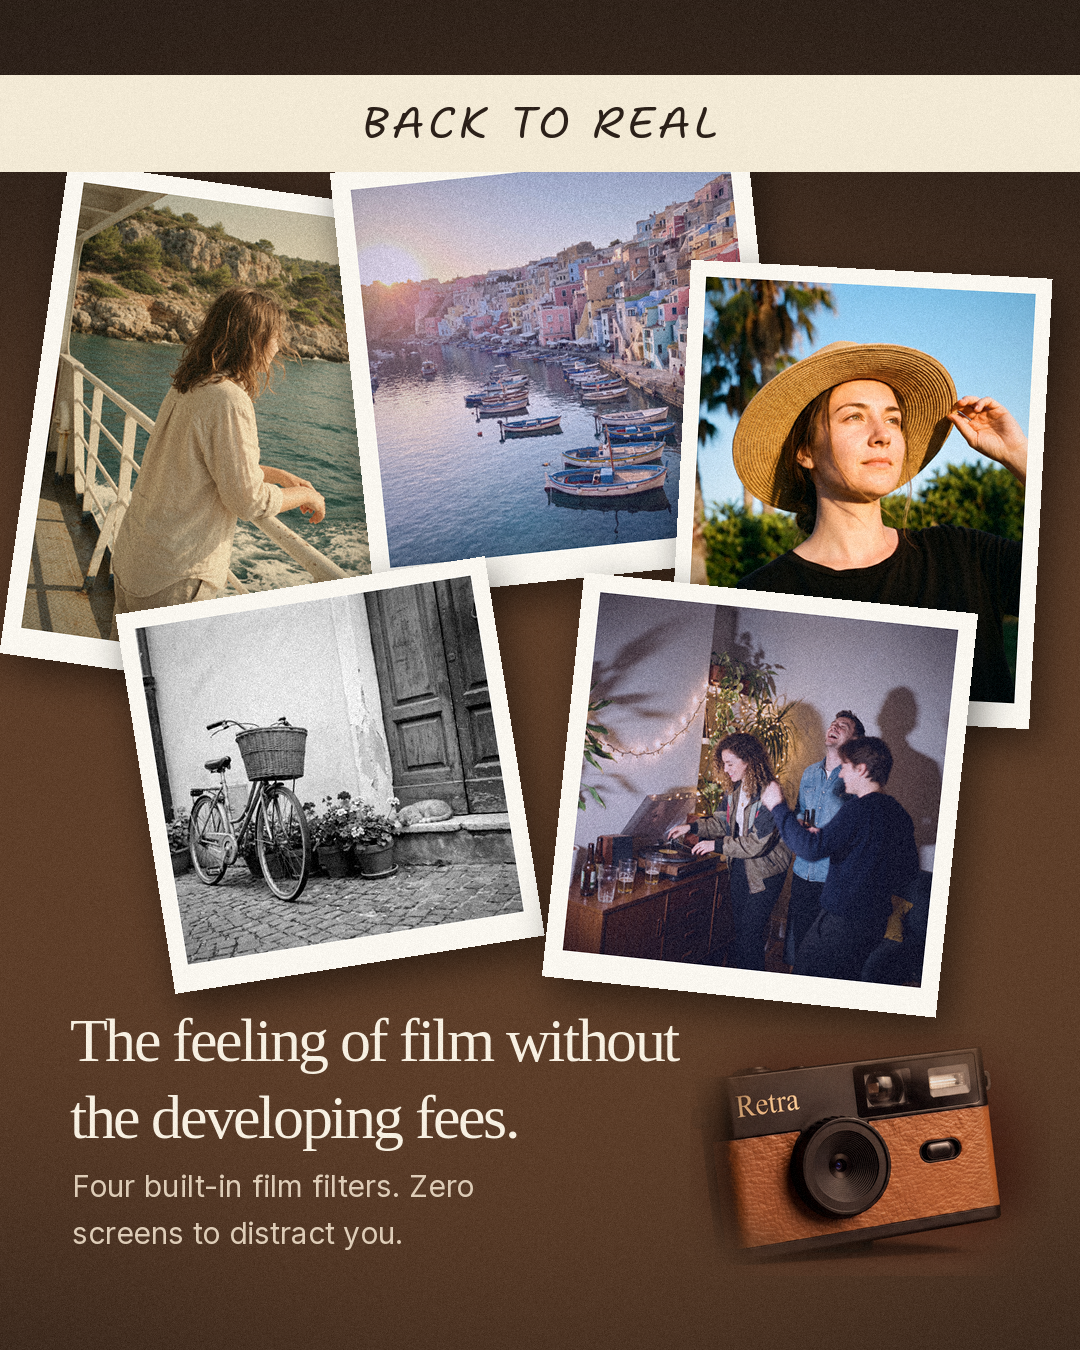 BACK TO REAL
The feeling of film without
the developing fees.
Four built-in film filters. Zero
screens to distract you.
Retra